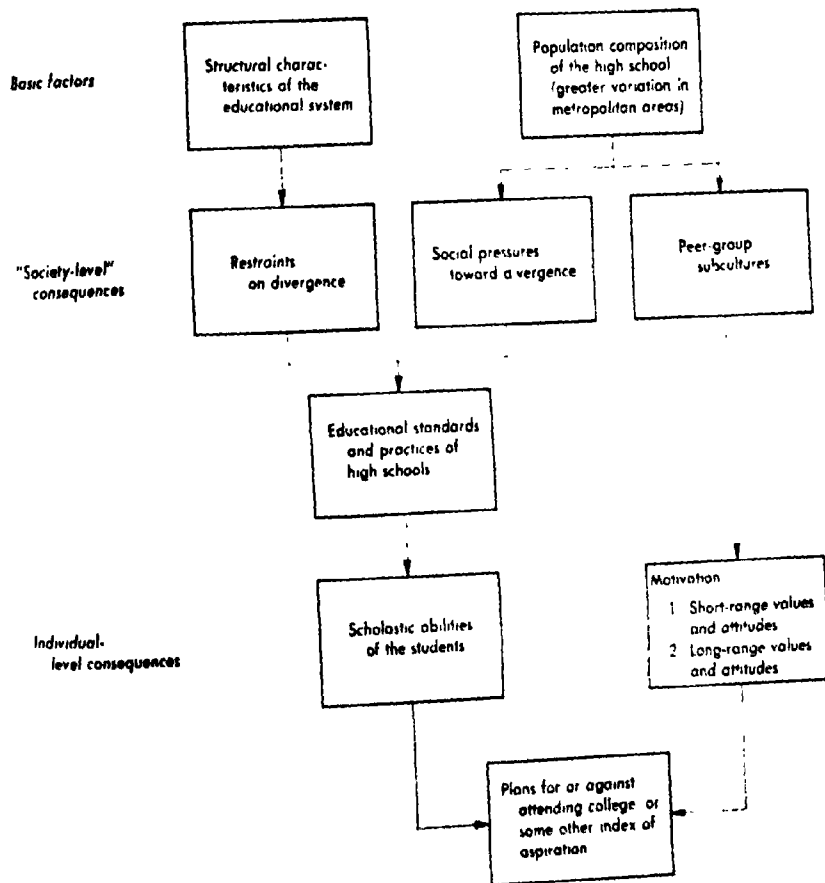 Basic factors
Structural charac-
teristics of the
educational system
Population composition
of the high school
(greater variation in
metropolitan areas)
"Society-level"
consequences
Restraints
on divergence
Social pressures
toward a vergence
Peer-group
subcultures
Educational standards
and practices of
high schools
Individual-
level consequences
Scholastic abilities
of the students
Motivation
1 Short-range values
and attitudes
2 Long-range values
and attitudes
Plans for or against
attending college or
some other index of
aspiration